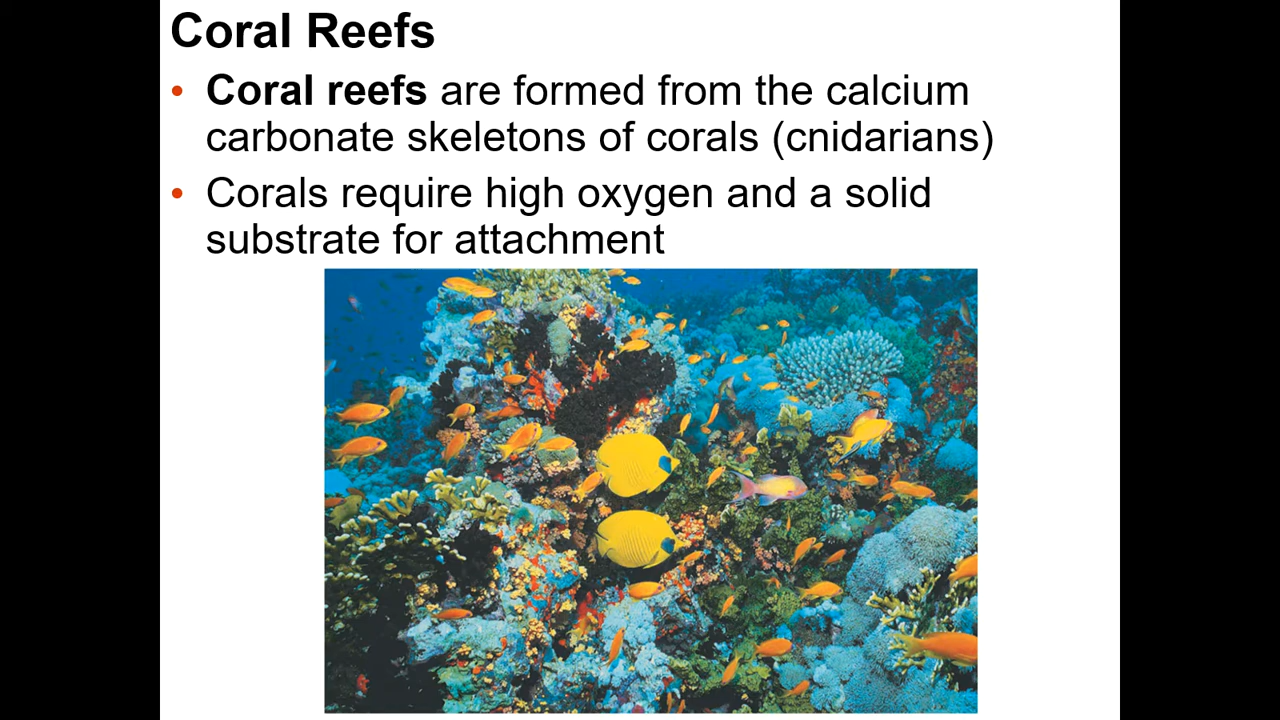 Coral Reefs
• Coral reefs are formed from the calcium
carbonate skeletons of corals (cnidarians)
• Corals require high oxygen and a solid
substrate for attachment